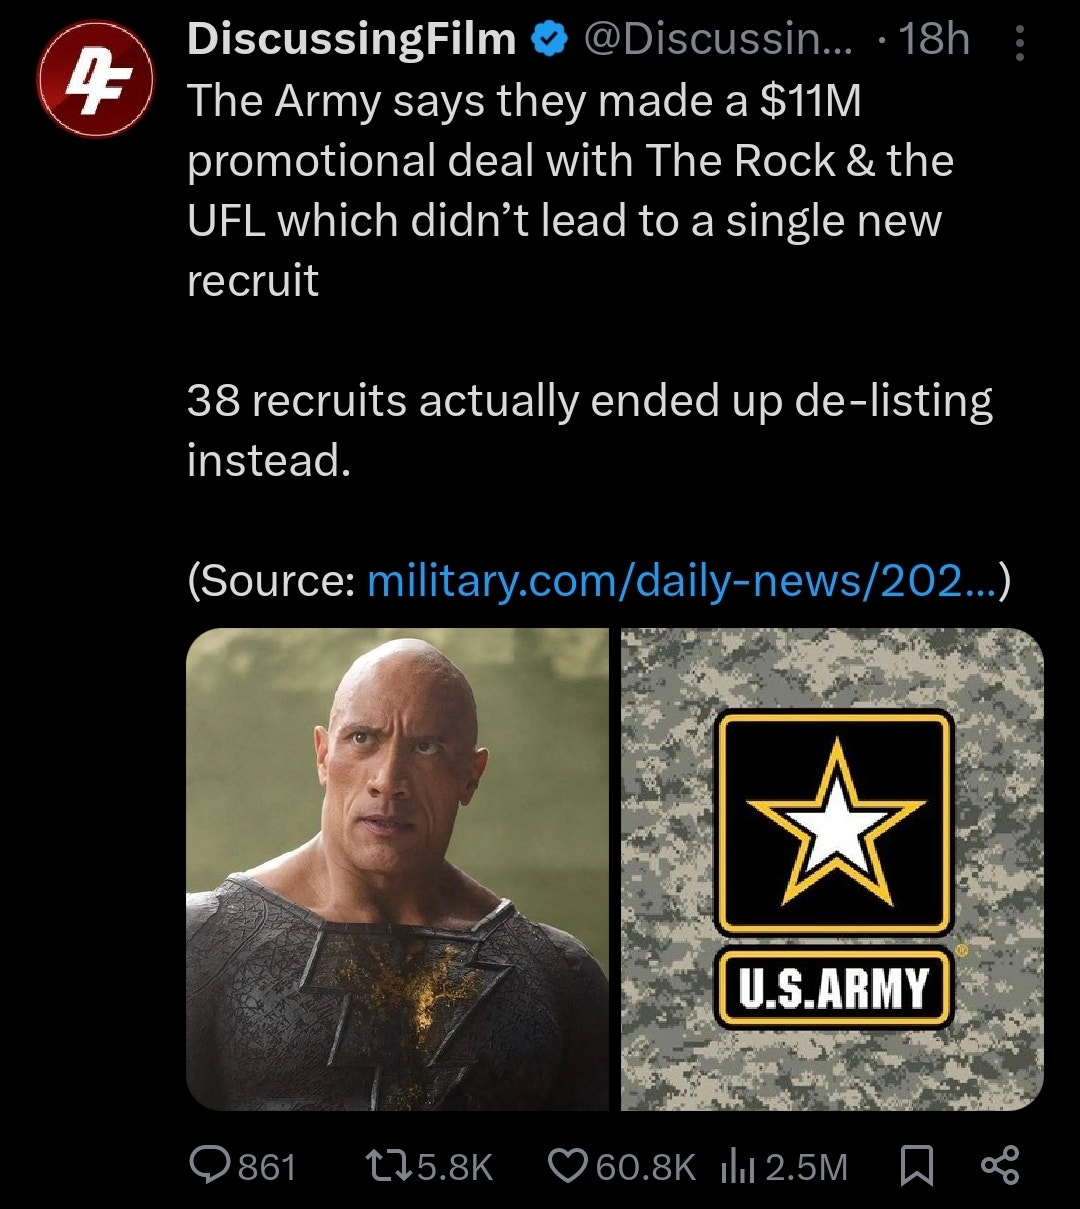 DiscussingFilm @Discussin... · 18h
The Army says they made a $11M
promotional deal with The Rock & the
UFL which didn’t lead to a single new
recruit
38 recruits actually ended up de-listing
instead.
(Source: military.com/daily-news/202...)
U.S.ARMY
861 5.8K 60.8K 2.5M